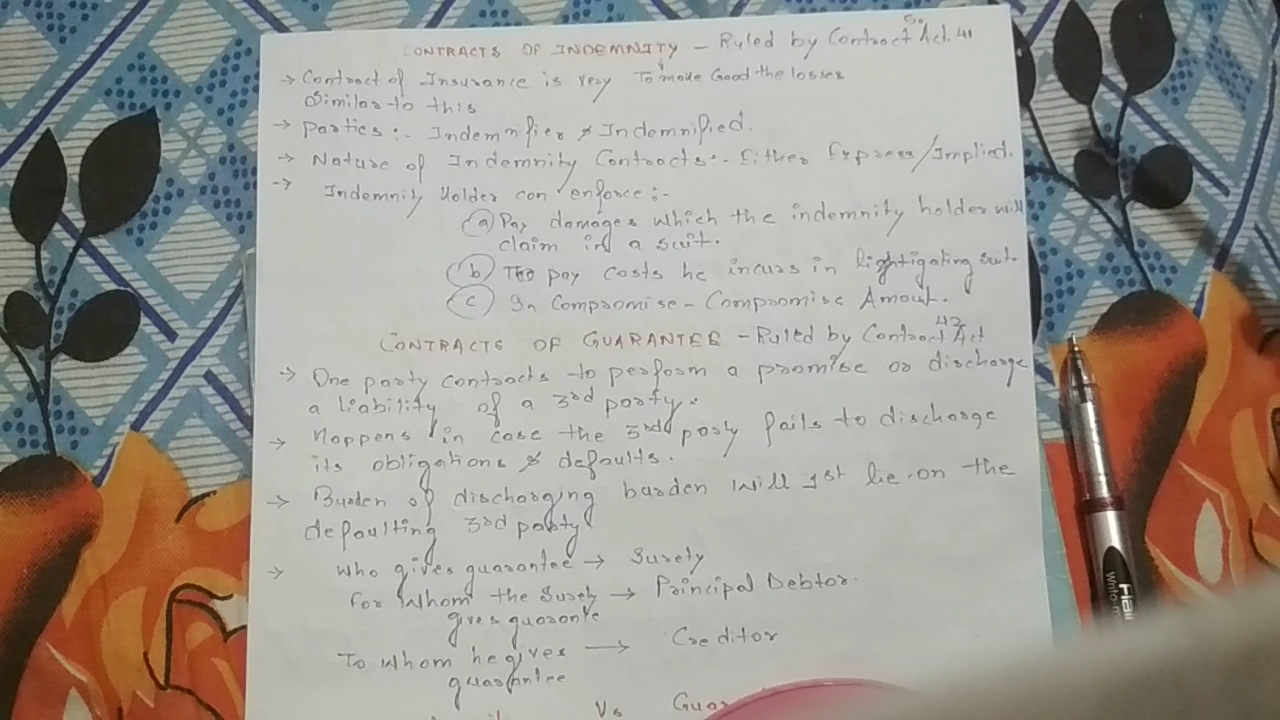 CONTRACTS OF INDEMNITY - Ruled by Contract Act.
→ Contract of Insurance is very To make Good the losses
Similar to this
→ Parties :- Indemnifier & Indemnified.
→ Nature of Indemnity Contracts :- Either Express/Implied.
→ Indemnity Holder can enforce :-
(a) Pay damages which the indemnity holder will
claim in a suit.
(b) To pay costs he incurs in lightigating suit.
(c) In Compromise - Compromise Amount.
42
CONTRACTS OF GUARANTEE - Ruled by Contract Act
→ One party contracts to perform a promise or discharge
a liability of a 3rd party.
→ Happens in case the 3rd party fails to discharge
its obligations & defaults.
→ Burden of discharging burden will 1st lie on the
defaulting 3rd party
→ Who gives guarantee → Surety
For Whom the Surety → Principal Debtor.
gives guarante
To whom he gives → Creditor
guarantee
Vs Guar